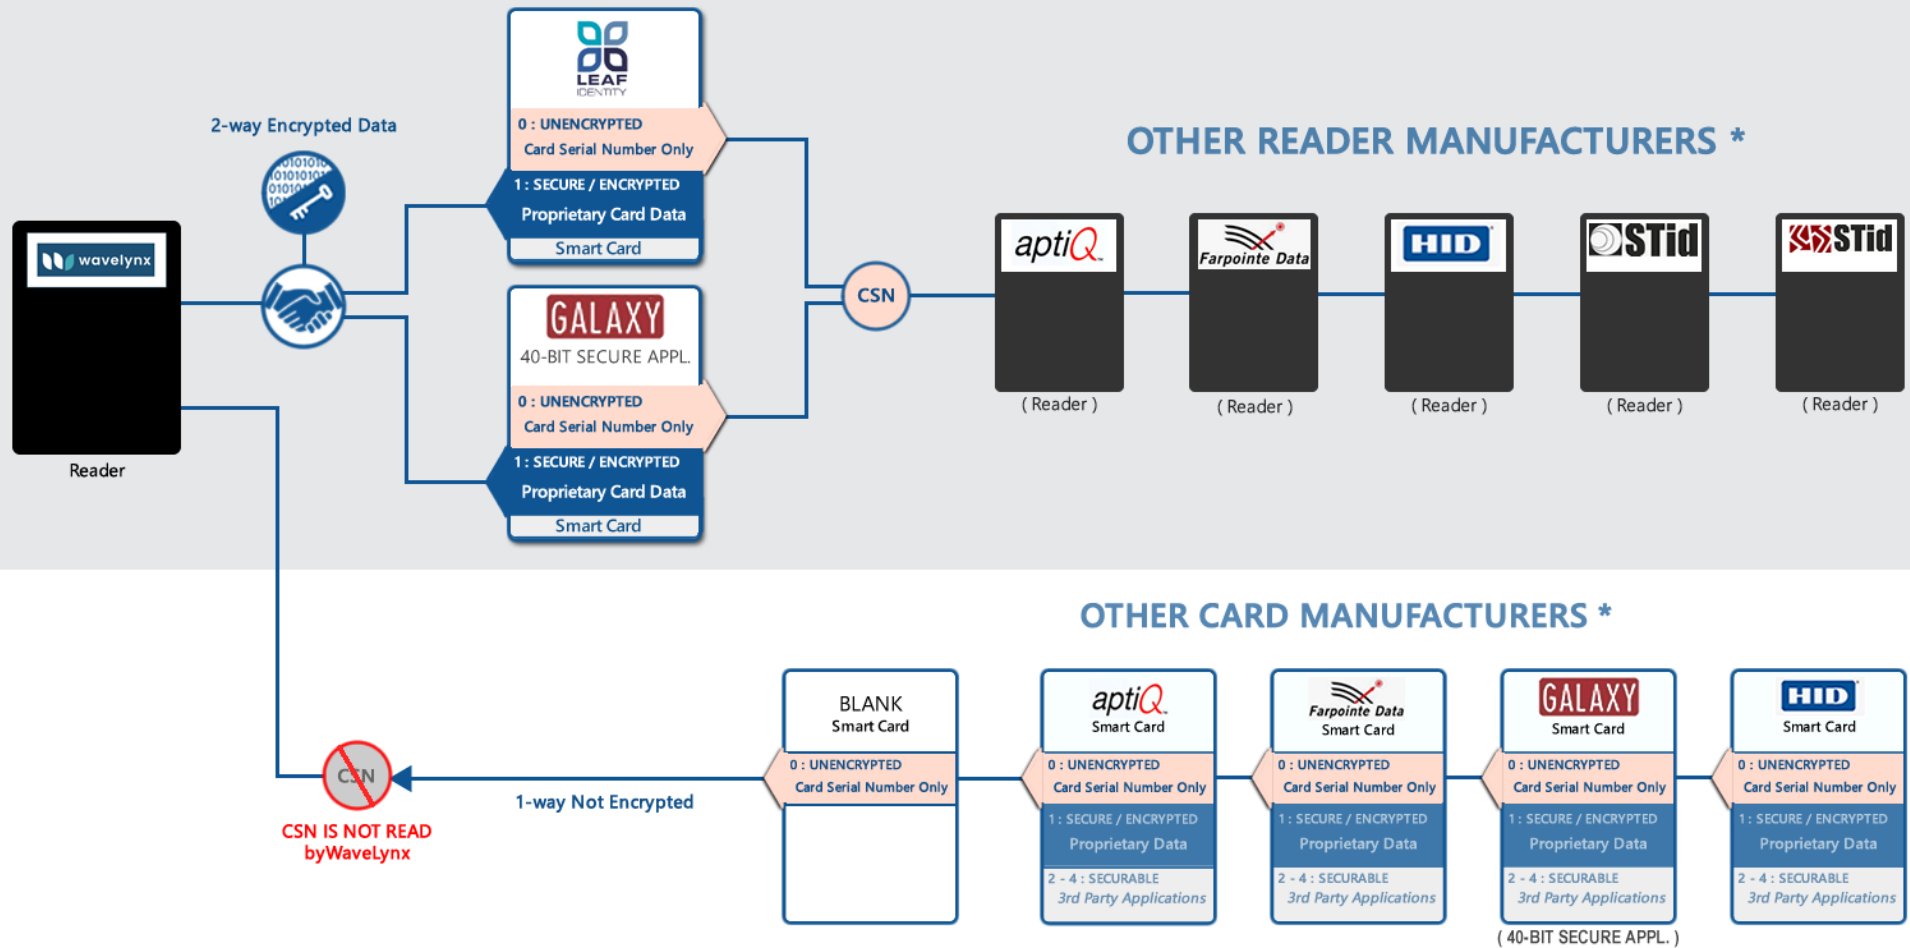 LEAF
IDENTITY
0 : UNENCRYPTED
Card Serial Number Only
1 : SECURE / ENCRYPTED
Proprietary Card Data
Smart Card
2-way Encrypted Data
01010101
01010101
0101
wavelynx
Reader
GALAXY
40-BIT SECURE APPL.
0 : UNENCRYPTED
Card Serial Number Only
1 : SECURE / ENCRYPTED
Proprietary Card Data
Smart Card
CSN
OTHER READER MANUFACTURERS *
aptiQ™
( Reader )
Farpointe Data
( Reader )
HID
( Reader )
STid
( Reader )
STid
( Reader )
OTHER CARD MANUFACTURERS *
CSN
CSN IS NOT READ
byWaveLynx
1-way Not Encrypted
BLANK
Smart Card
0 : UNENCRYPTED
Card Serial Number Only
aptiQ™
Smart Card
0 : UNENCRYPTED
Card Serial Number Only
1 : SECURE / ENCRYPTED
Proprietary Data
2 - 4 : SECURABLE
3rd Party Applications
Farpointe Data
Smart Card
0 : UNENCRYPTED
Card Serial Number Only
1 : SECURE / ENCRYPTED
Proprietary Data
2 - 4 : SECURABLE
3rd Party Applications
GALAXY
Smart Card
0 : UNENCRYPTED
Card Serial Number Only
1 : SECURE / ENCRYPTED
Proprietary Data
2 - 4 : SECURABLE
3rd Party Applications
( 40-BIT SECURE APPL. )
HID
Smart Card
0 : UNENCRYPTED
Card Serial Number Only
1 : SECURE / ENCRYPTED
Proprietary Data
2 - 4 : SECURABLE
3rd Party Applications